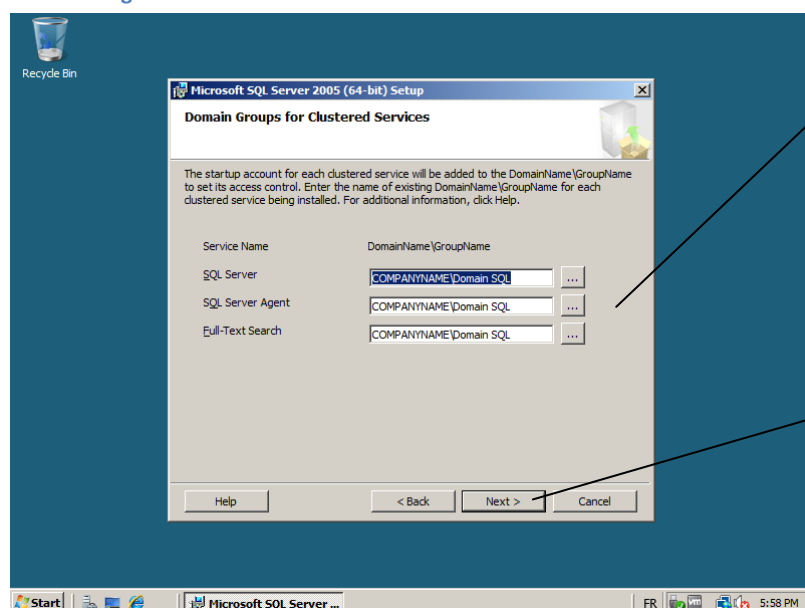 Recycle Bin
Microsoft SQL Server 2005 (64-bit) Setup
Domain Groups for Clustered Services
The startup account for each clustered service will be added to the DomainName\GroupName
to set its access control. Enter the name of existing DomainName\GroupName for each
clustered service being installed. For additional information, click Help.
Service Name DomainName\GroupName
SQL Server COMPANYNAME\Domain SQL ...
SQL Server Agent COMPANYNAME\Domain SQL ...
Full-Text Search COMPANYNAME\Domain SQL ...
Help < Back Next > Cancel
Start Microsoft SQL Server ... FR 5:58 PM